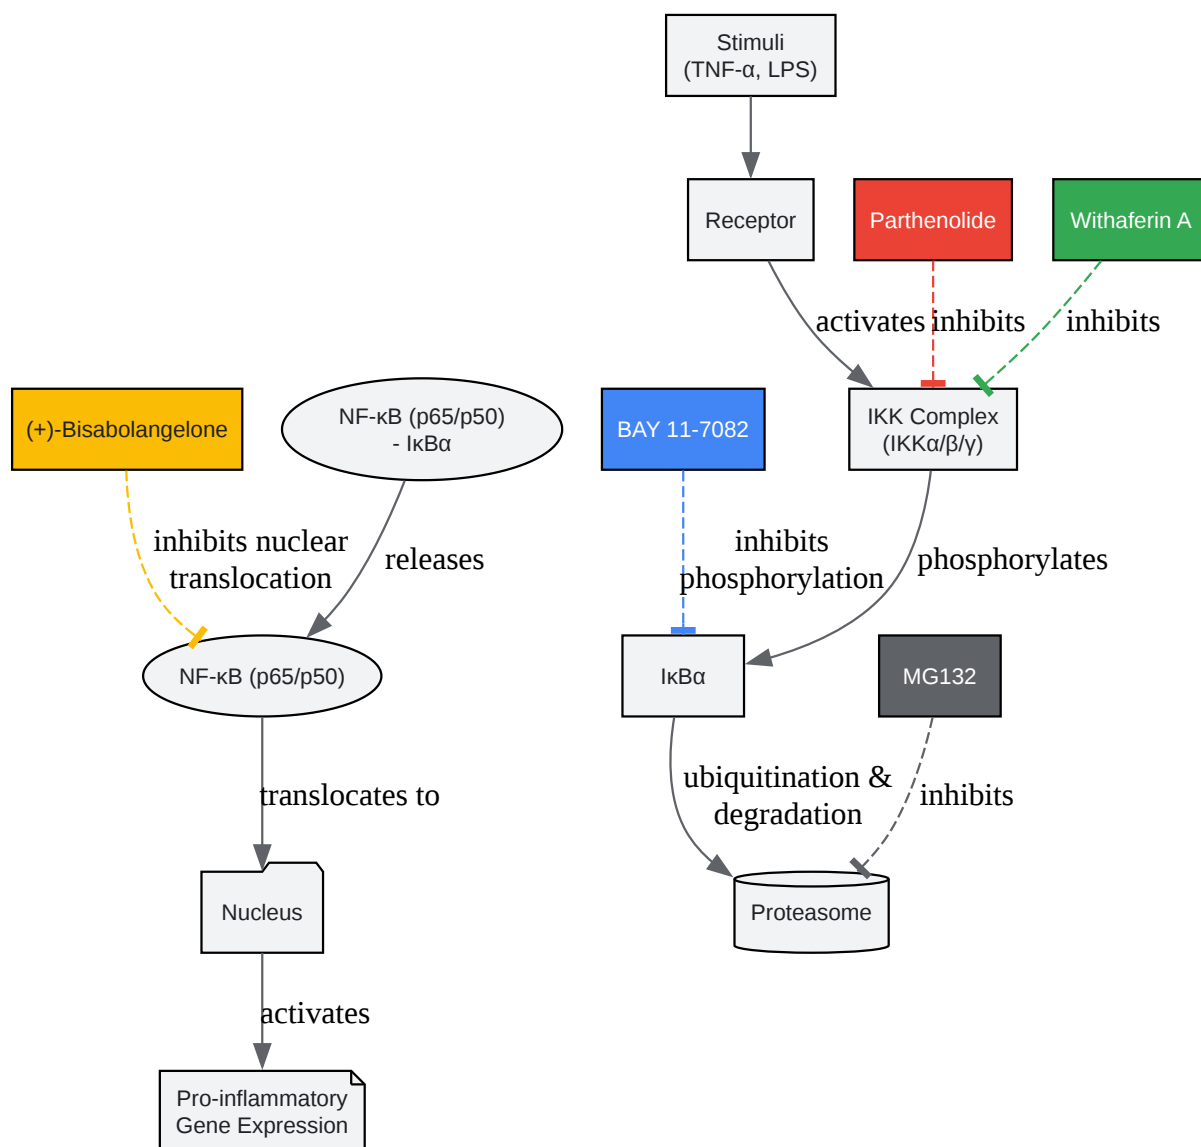 Stimuli
(TNF-α, LPS)
Receptor
Parthenolide
Withaferin A
activates
inhibits
inhibits
(+)-Bisabolangelone
NF-κB (p65/p50)
- IκBα
BAY 11-7082
IKK Complex
(IKKα/β/γ)
inhibits nuclear
translocation
releases
inhibits
phosphorylation
phosphorylates
NF-κB (p65/p50)
IκBα
MG132
translocates to
ubiquitination &
degradation
inhibits
Nucleus
Proteasome
activates
Pro-inflammatory
Gene Expression